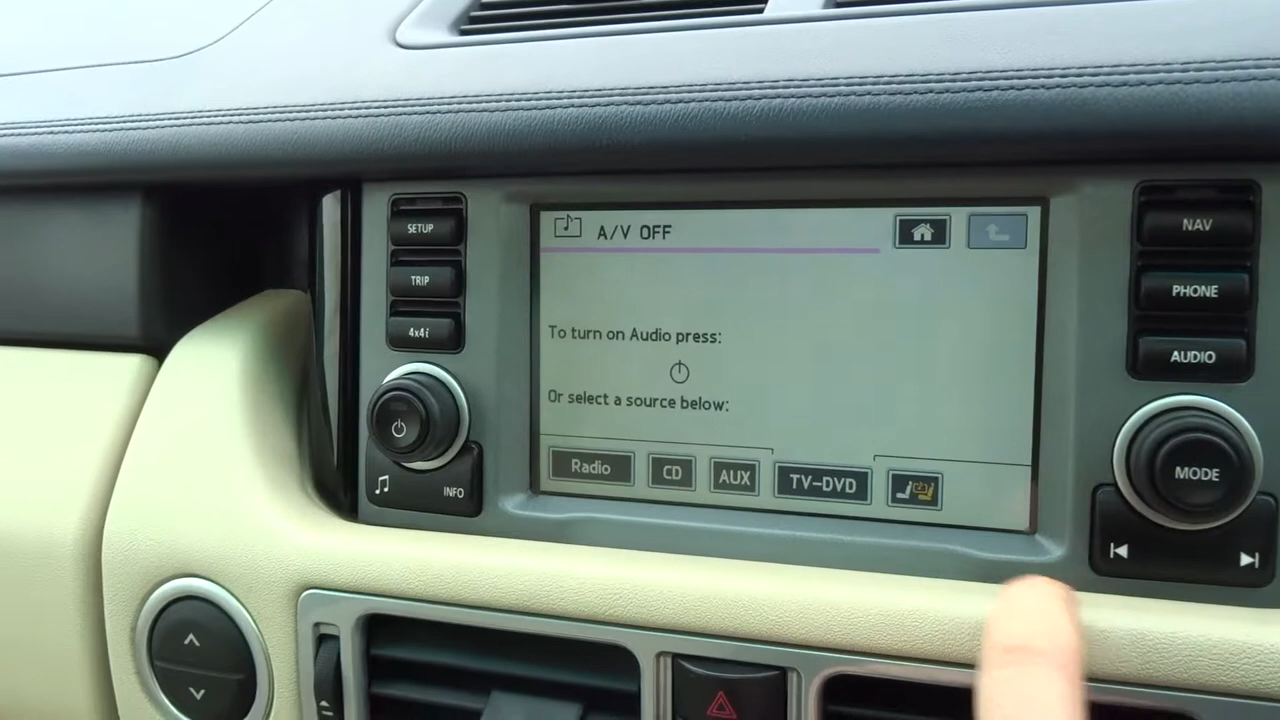 SETUP
TRIP
4x4i
INFO
A/V OFF
To turn on Audio press:
Or select a source below:
Radio
CD
AUX
TV-DVD
NAV
PHONE
AUDIO
MODE